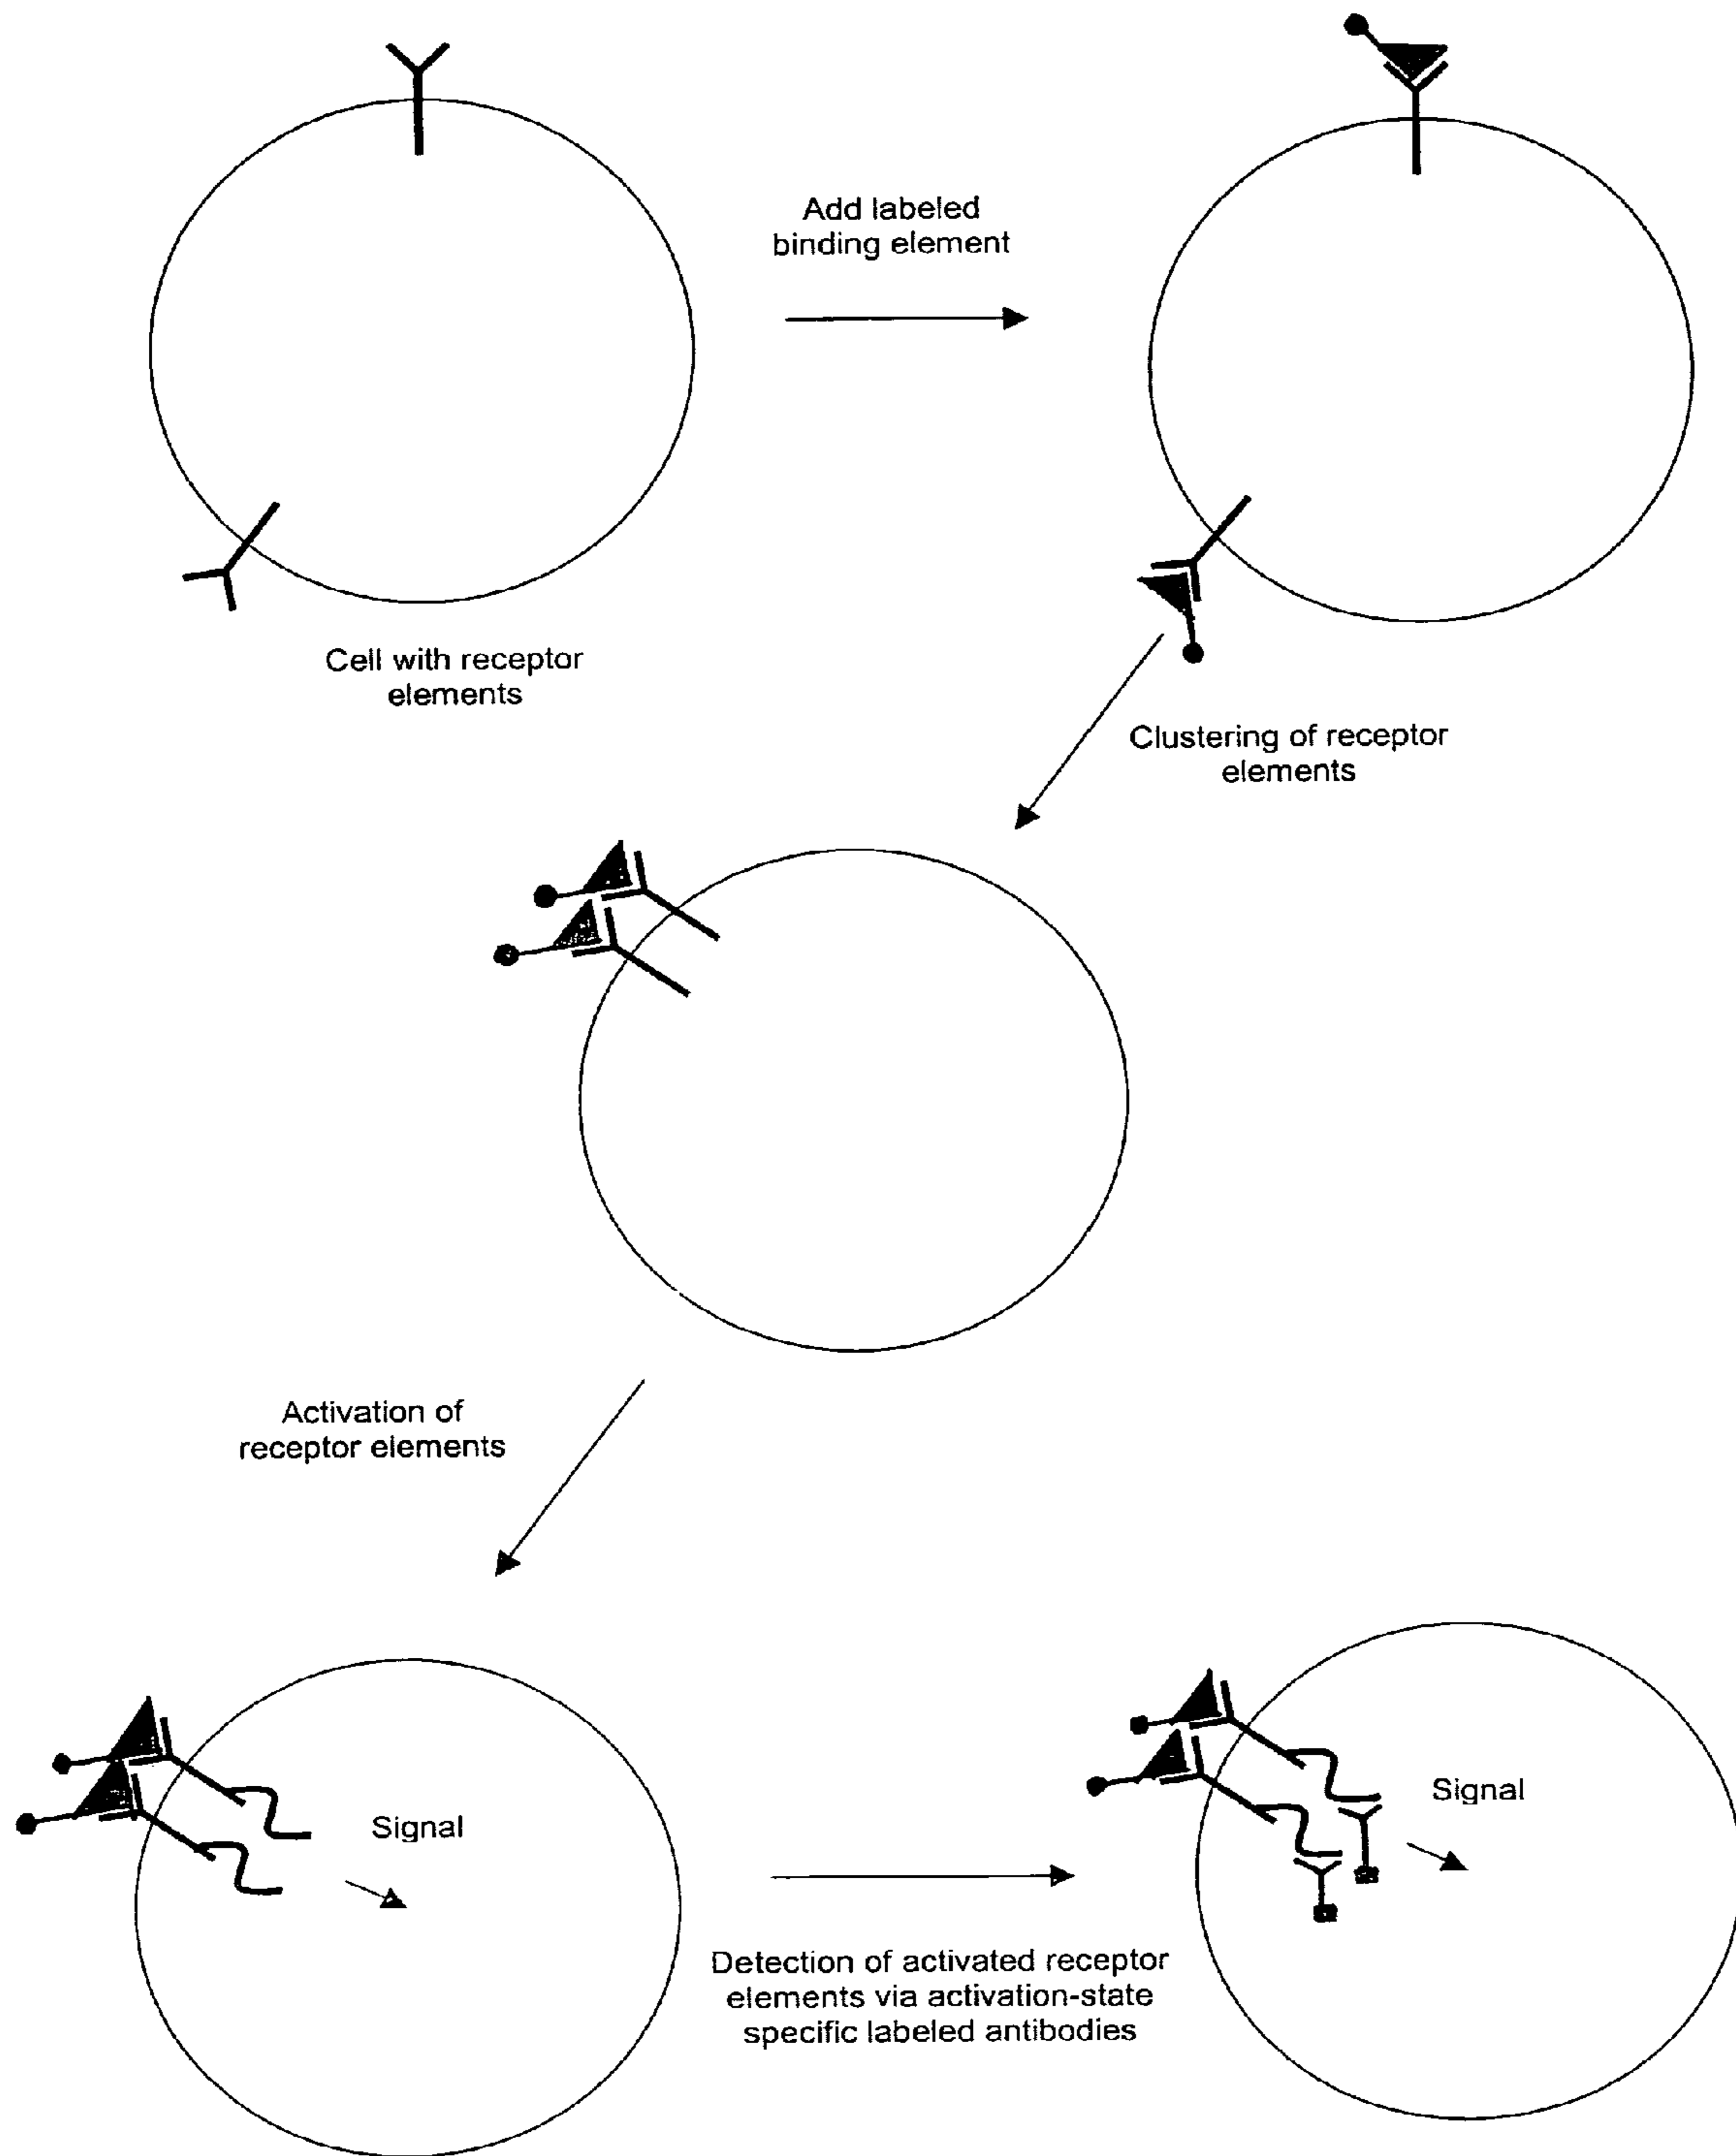 Add labeled
binding element
Cell with receptor
elements
Clustering of receptor
elements
Activation of
receptor elements
Signal
Signal
Detection of activated receptor
elements via activation-state
specific labeled antibodies